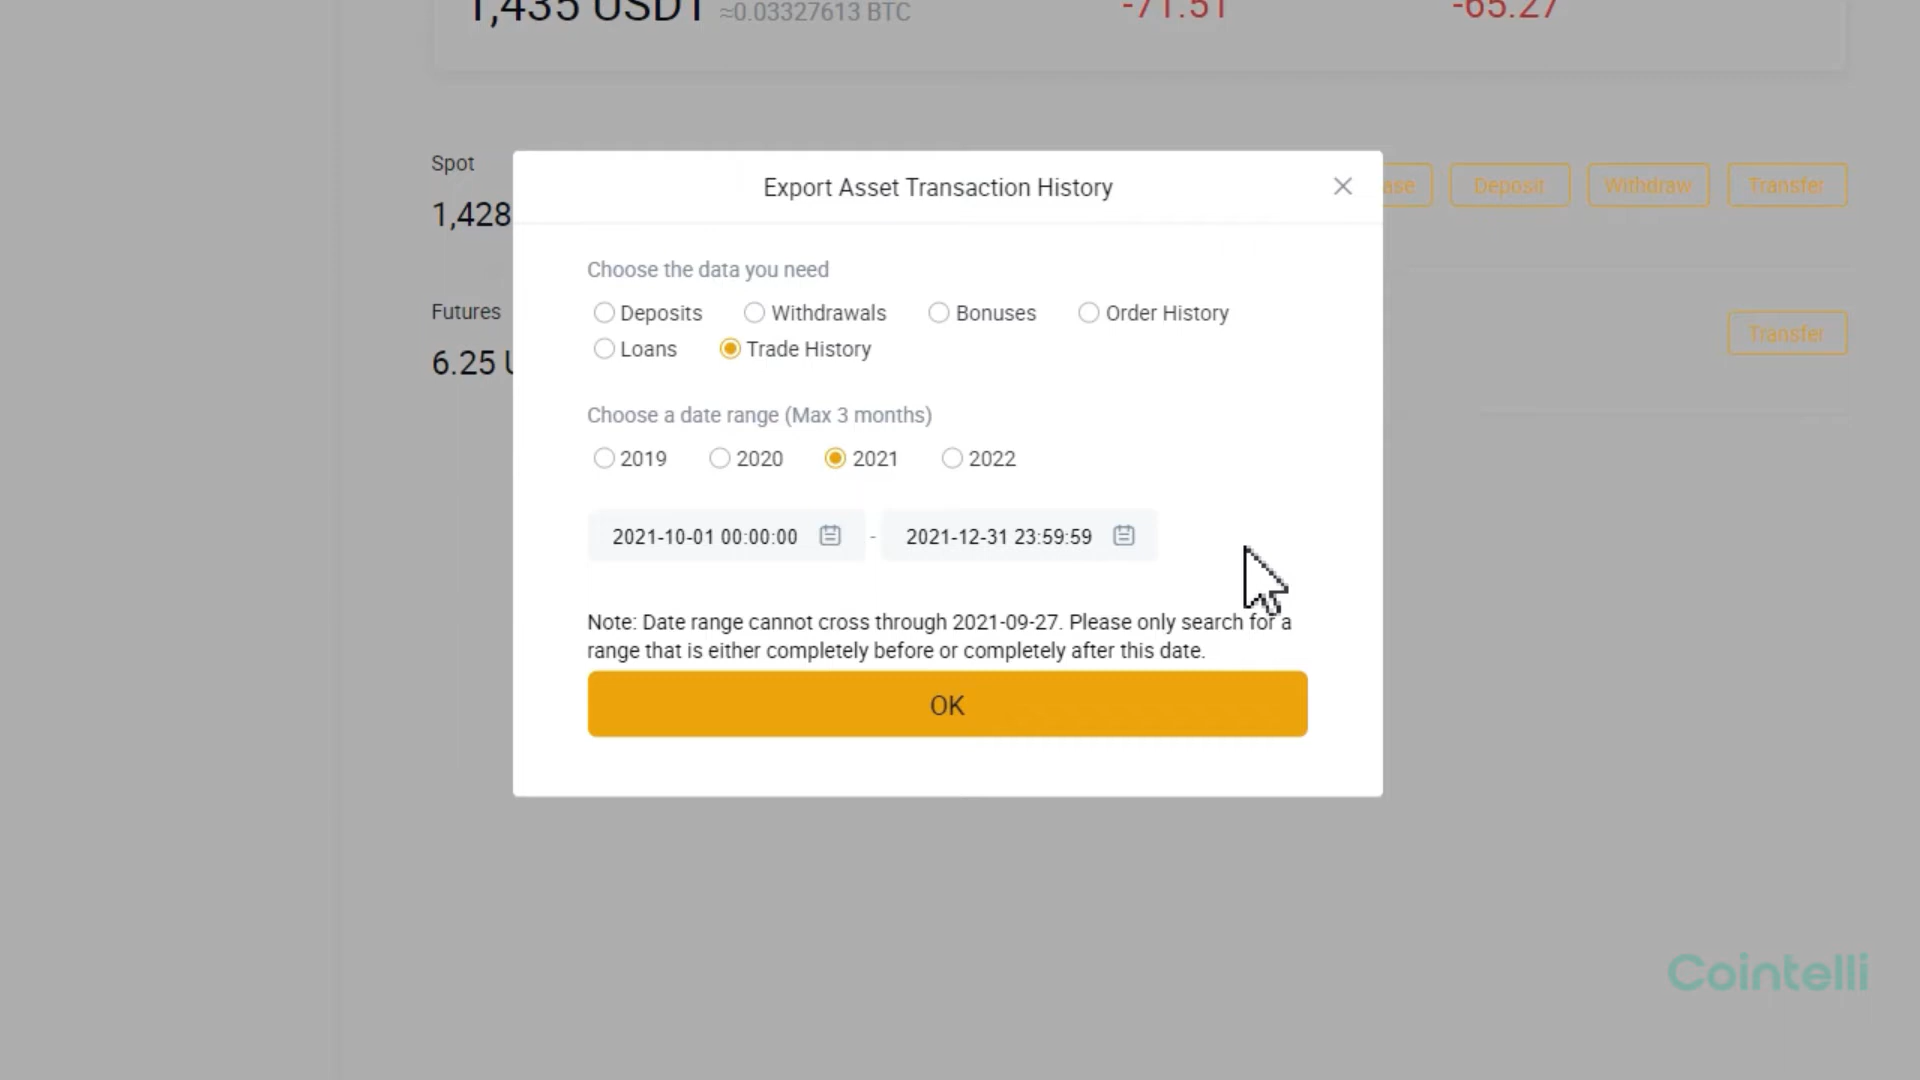 1,435 USDT ≈0.03327613 BTC -71.51 -65.27
Export Asset Transaction History
Spot
Deposit Withdraw Transfer
1,428
Choose the data you need
Deposits Withdrawals Bonuses Order History
Futures
Transfer
Loans Trade History
6.25
Choose a date range (Max 3 months)
2019 2020 2021 2022
2021-10-01 00:00:00 - 2021-12-31 23:59:59
Note: Date range cannot cross through 2021-09-27. Please only search for a
range that is either completely before or completely after this date.
OK
Cointelli